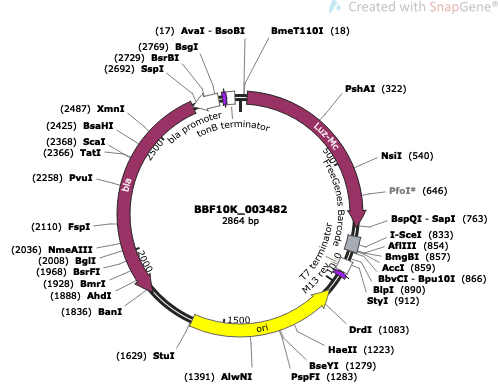 Created with SnapGene®
(17) AvaI - BsoBI
BmeT110I (18)
(2769) BsgI
(2729) BsrBI
(2692) SspI
PshAI (322)
(2487) XmnI
(2425) BsaHI
(2368) ScaI
(2366) TatI
(2258) PvuI
(2110) FspI
(2036) NmeAIII
(2008) BglI
(1968) BsrFI
(1928) BmrI
(1888) AhdI
(1836) BanI
(1629) StuI
(1391) AlwNI
NsiI (540)
PfoI* (646)
BspQI - SapI (763)
I-SceI (833)
AflIII (854)
BmgBI (857)
AccI (859)
BbvCI - Bpu10I (866)
BlpI (890)
StyI (912)
DrdI (1083)
HaeII (1223)
BseYI (1279)
PspFI (1283)
bla promoter
tonB terminator
Luz-Mc
FreeGenes Barcode
T7 terminator
M13 rev
ori
bla
500
1500
2000
2500
BBF10K_003482
2864 bp